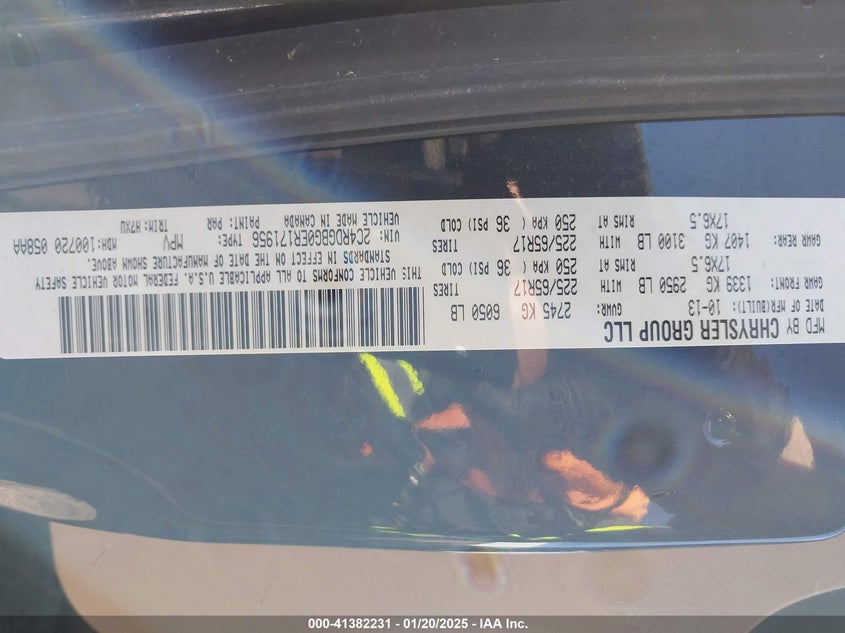 MFD BY CHRYSLER GROUP LLC
DATE OF MFR(BUILT): 10-13 GVWR: 2745 KG 6050 LB
GAWR FRONT: 1339 KG 2950 LB WITH 225/65R17 TIRES
17X6.5 RIMS AT 250 KPA ( 36 PSI) COLD
GAWR REAR: 1407 KG 3100 LB WITH 225/65R17 TIRES
17X6.5 RIMS AT 250 KPA ( 36 PSI) COLD
THIS VEHICLE CONFORMS TO ALL APPLICABLE U.S.A. FEDERAL MOTOR VEHICLE SAFETY
STANDARDS IN EFFECT ON THE DATE OF MANUFACTURE SHOWN ABOVE.
VIN: 2C4RDGBG0ER171956 TYPE: MPV MDH:100720 058AA
VEHICLE MADE IN CANADA PAINT: PAR TRIM:H7XU
000-41382231 - 01/20/2025 - IAA Inc.